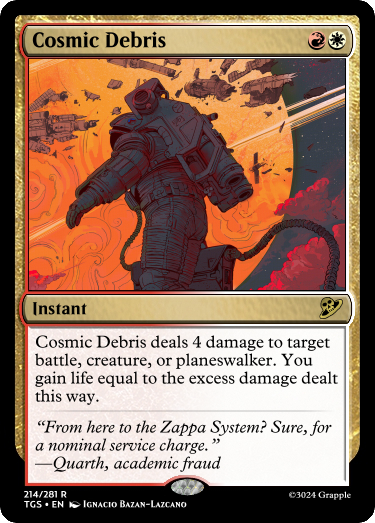 Cosmic Debris
Instant
Cosmic Debris deals 4 damage to target
battle, creature, or planeswalker. You
gain life equal to the excess damage dealt
this way.
“From here to the Zappa System? Sure, for
a nominal service charge.”
—Quarth, academic fraud
214/281 R
TGS • EN Ignacio Bazan-Lazcano
©3024 Grapple